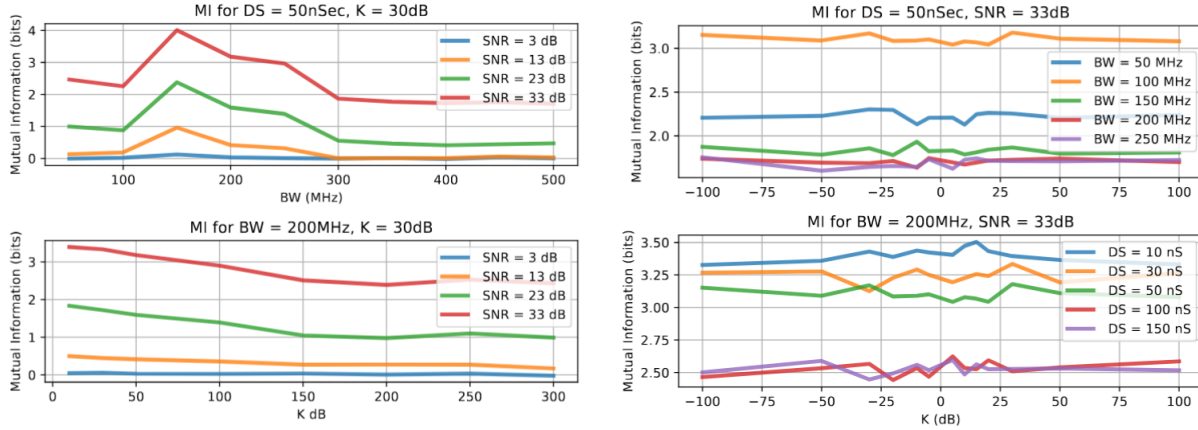 MI for DS = 50nSec, K = 30dB
Mutual Information (bits)
4
3
2
1
0
SNR = 3 dB
SNR = 13 dB
SNR = 23 dB
SNR = 33 dB
100
200
300
400
500
BW (MHz)
MI for DS = 50nSec, SNR = 33dB
Mutual Information (bits)
3.0
2.5
2.0
BW = 50 MHz
BW = 100 MHz
BW = 150 MHz
BW = 200 MHz
BW = 250 MHz
−100
−75
−50
−25
0
25
50
75
100
MI for BW = 200MHz, K = 30dB
Mutual Information (bits)
3
2
1
0
SNR = 3 dB
SNR = 13 dB
SNR = 23 dB
SNR = 33 dB
0
50
100
150
200
250
300
K dB
MI for BW = 200MHz, SNR = 33dB
Mutual Information (bits)
3.50
3.25
3.00
2.75
2.50
DS = 10 nS
DS = 30 nS
DS = 50 nS
DS = 100 nS
DS = 150 nS
−100
−75
−50
−25
0
25
50
75
100
K (dB)